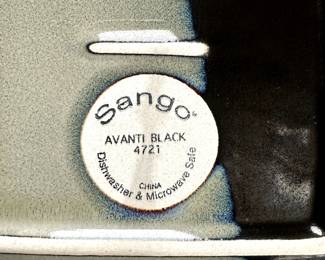 Sango
AVANTI BLACK
4721
CHINA
Dishwasher & Microwave Safe